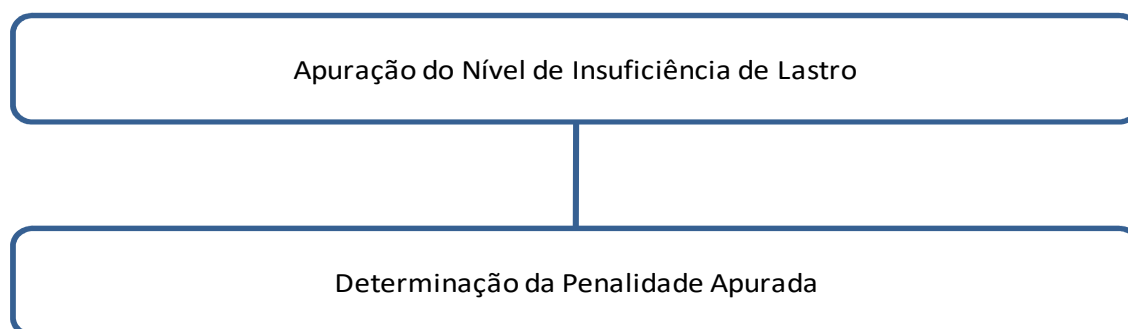 Apuração do Nível de Insuficiência de Lastro
Determinação da Penalidade Apurada